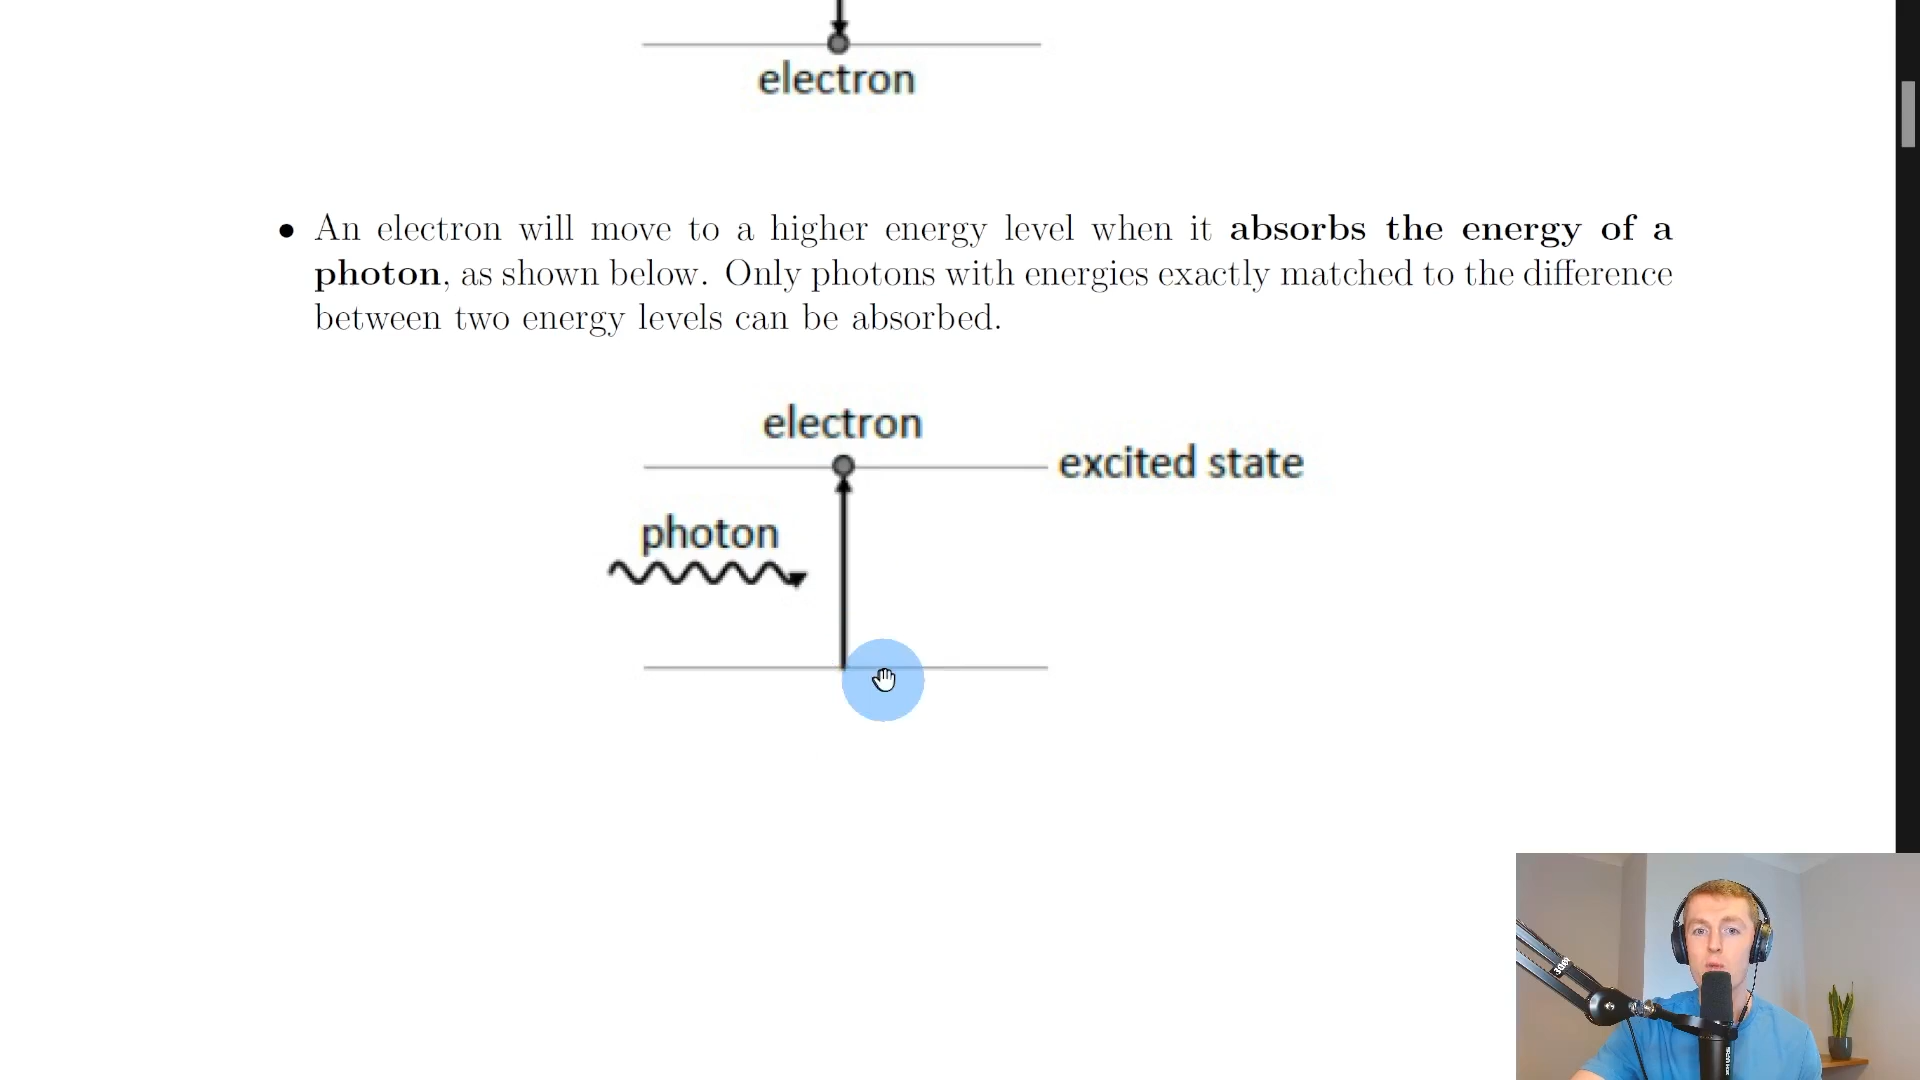 electron
• An electron will move to a higher energy level when it absorbs the energy of a
photon, as shown below. Only photons with energies exactly matched to the difference
between two energy levels can be absorbed.
electron
excited state
photon